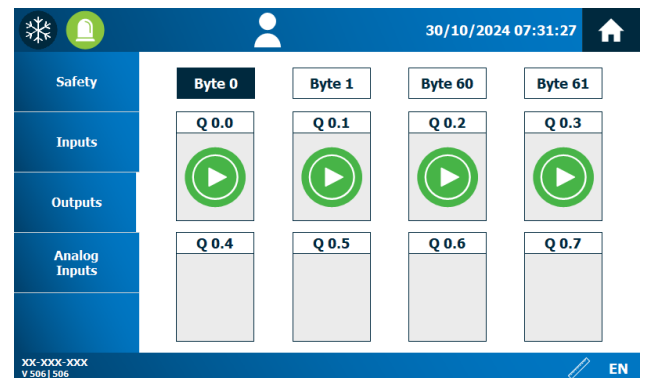 30/10/2024 07:31:27
Safety
Inputs
Outputs
Analog
Inputs
Byte 0
Byte 1
Byte 60
Byte 61
Q 0.0
Q 0.1
Q 0.2
Q 0.3
Q 0.4
Q 0.5
Q 0.6
Q 0.7
XX-XXX-XXX
V 506 | 506
EN